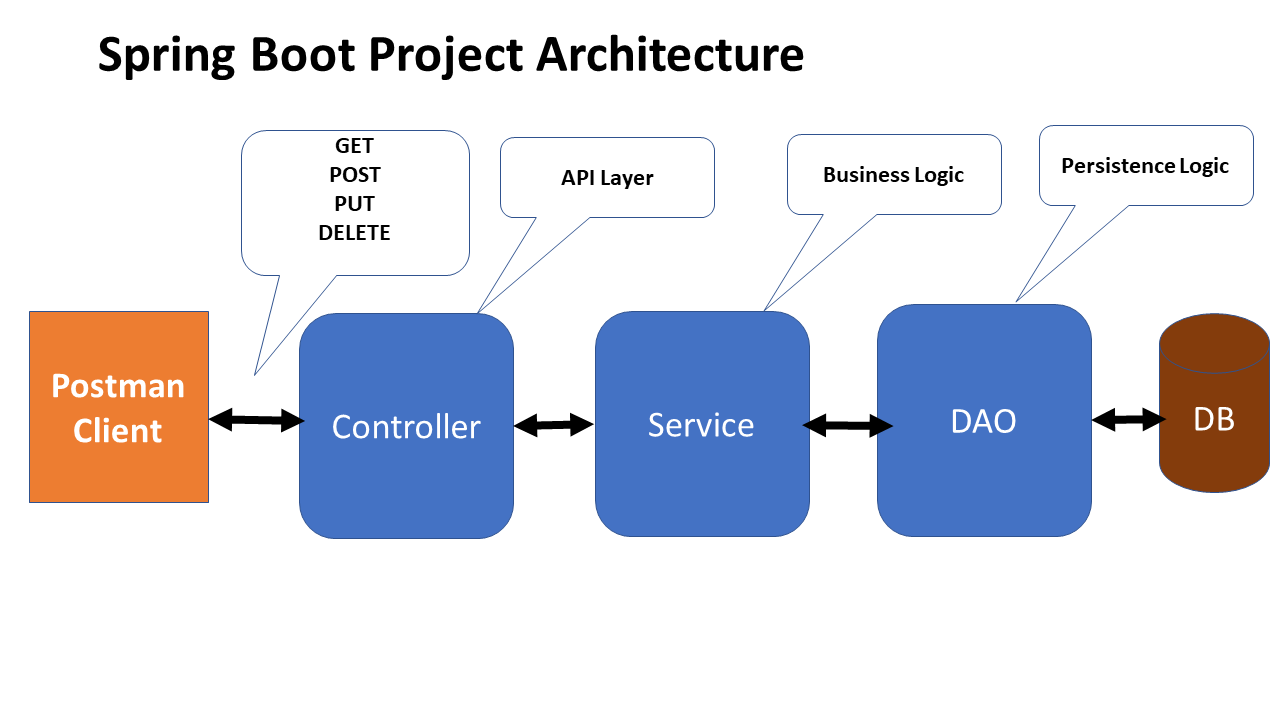 Spring Boot Project Architecture
GET
POST
PUT
DELETE
API Layer
Business Logic
Persistence Logic
Postman
Client
Controller
Service
DAO
DB